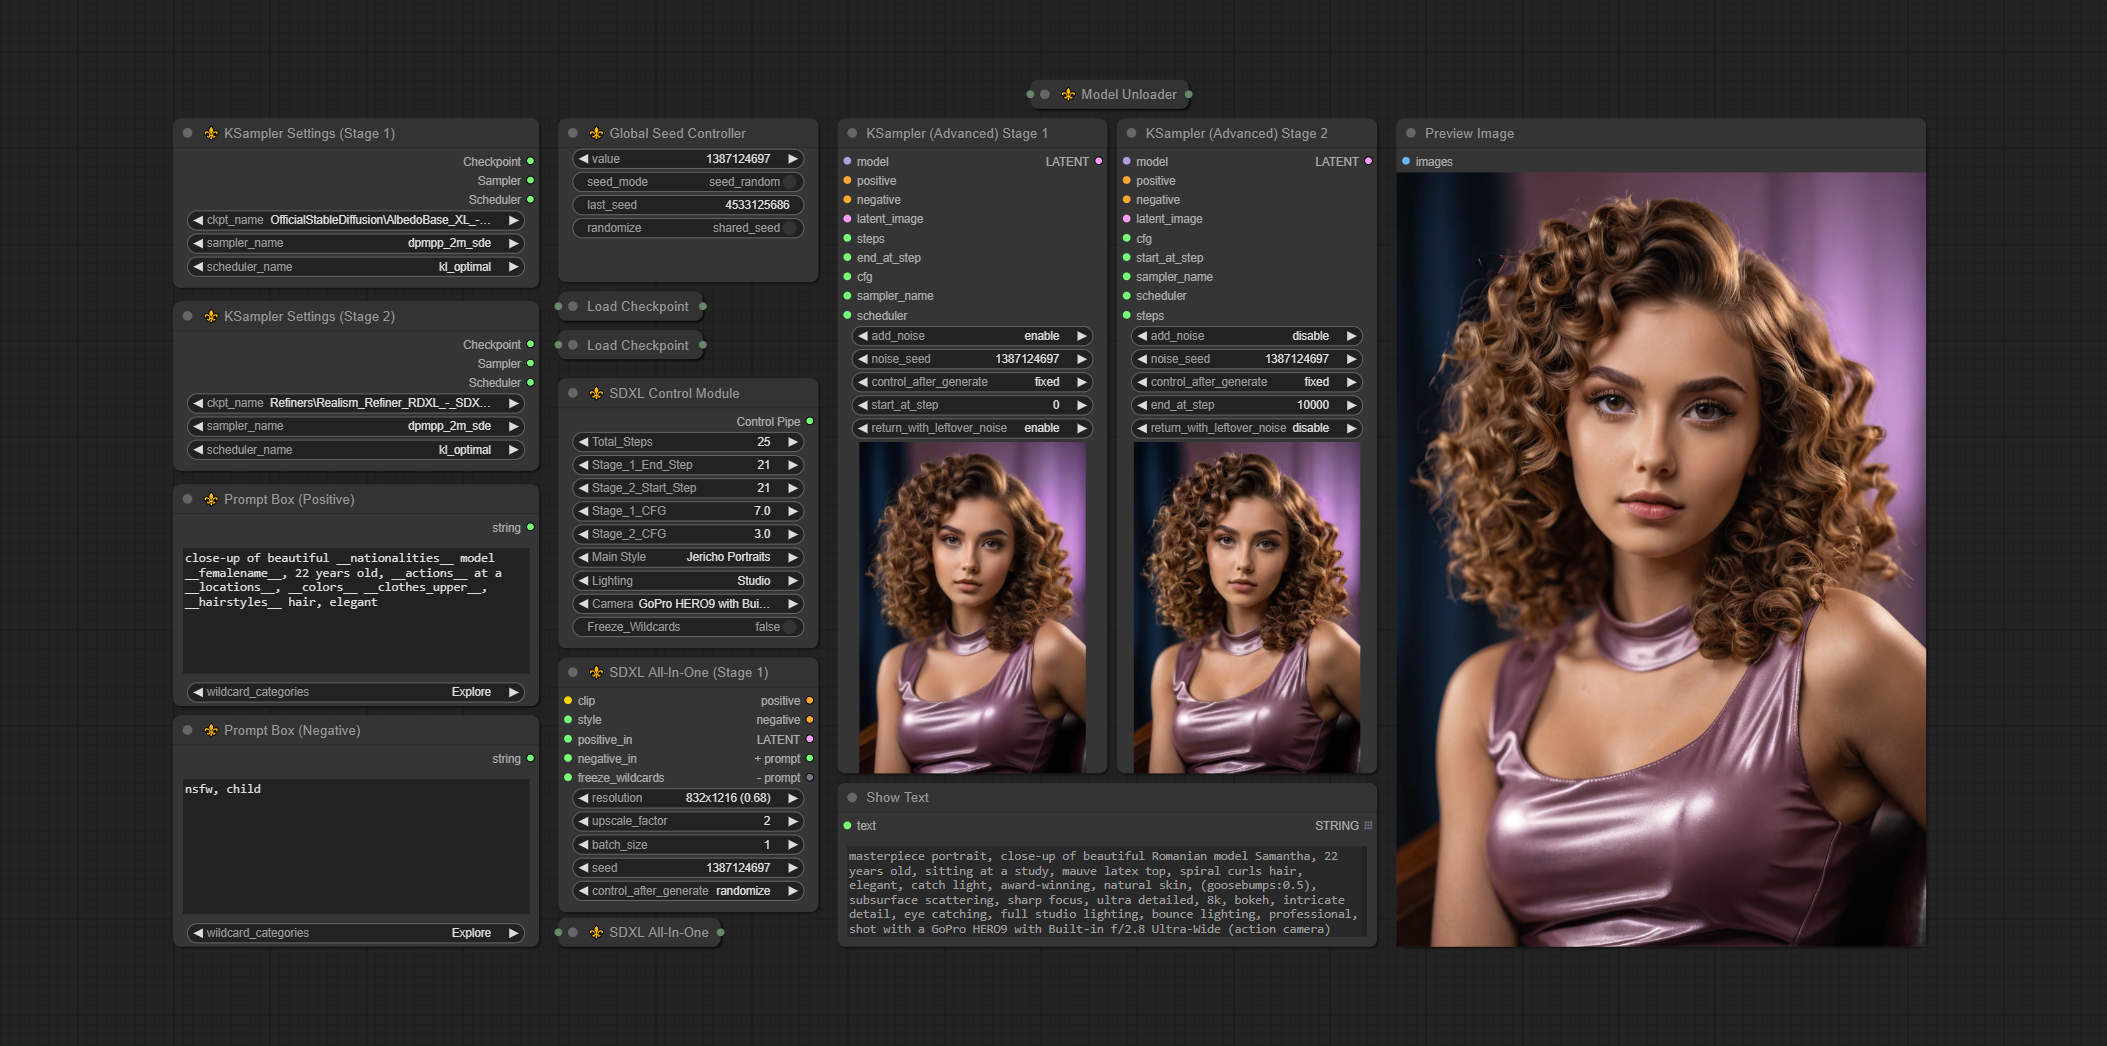 Model Unloader
KSampler Settings (Stage 1)
Checkpoint
Sampler
Scheduler
ckpt_name OfficialStableDiffusion\AlbedoBase_XL_-...
sampler_name dpmpp_2m_sde
scheduler_name kl_optimal
KSampler Settings (Stage 2)
Checkpoint
Sampler
Scheduler
ckpt_name Refiners\Realism_Refiner_RDXL_-_SDX...
sampler_name dpmpp_2m_sde
scheduler_name kl_optimal
Prompt Box (Positive)
string
close-up of beautiful __nationalities__ model
__femalename__, 22 years old, __actions__ at a
__locations__, __colors__ __clothes_upper__,
__hairstyles__ hair, elegant
wildcard_categories Explore
Prompt Box (Negative)
string
nsfw, child
wildcard_categories Explore
Global Seed Controller
value 1387124697
seed_mode seed_random
last_seed 4533125686
randomize shared_seed
Load Checkpoint
Load Checkpoint
SDXL Control Module
Control Pipe
Total_Steps 25
Stage_1_End_Step 21
Stage_2_Start_Step 21
Stage_1_CFG 7.0
Stage_2_CFG 3.0
Main Style Jericho Portraits
Lighting Studio
Camera GoPro HERO9 with Bui...
Freeze_Wildcards false
SDXL All-In-One (Stage 1)
clip positive
style negative
positive_in LATENT
negative_in + prompt
freeze_wildcards - prompt
resolution 832x1216 (0.68)
upscale_factor 2
batch_size 1
seed 1387124697
control_after_generate randomize
SDXL All-In-One
KSampler (Advanced) Stage 1
model LATENT
positive
negative
latent_image
steps
end_at_step
cfg
sampler_name
scheduler
add_noise enable
noise_seed 1387124697
control_after_generate fixed
start_at_step 0
return_with_leftover_noise enable
KSampler (Advanced) Stage 2
model LATENT
positive
negative
latent_image
cfg
start_at_step
sampler_name
scheduler
steps
add_noise disable
noise_seed 1387124697
control_after_generate fixed
end_at_step 10000
return_with_leftover_noise disable
Show Text
text STRING
masterpiece portrait, close-up of beautiful Romanian model Samantha, 22
years old, sitting at a study, mauve latex top, spiral curls hair,
elegant, catch light, award-winning, natural skin, (goosebumps:0.5),
subsurface scattering, sharp focus, ultra detailed, 8k, bokeh, intricate
detail, eye catching, full studio lighting, bounce lighting, professional,
shot with a GoPro HERO9 with Built-in f/2.8 Ultra-Wide (action camera)
Preview Image
images